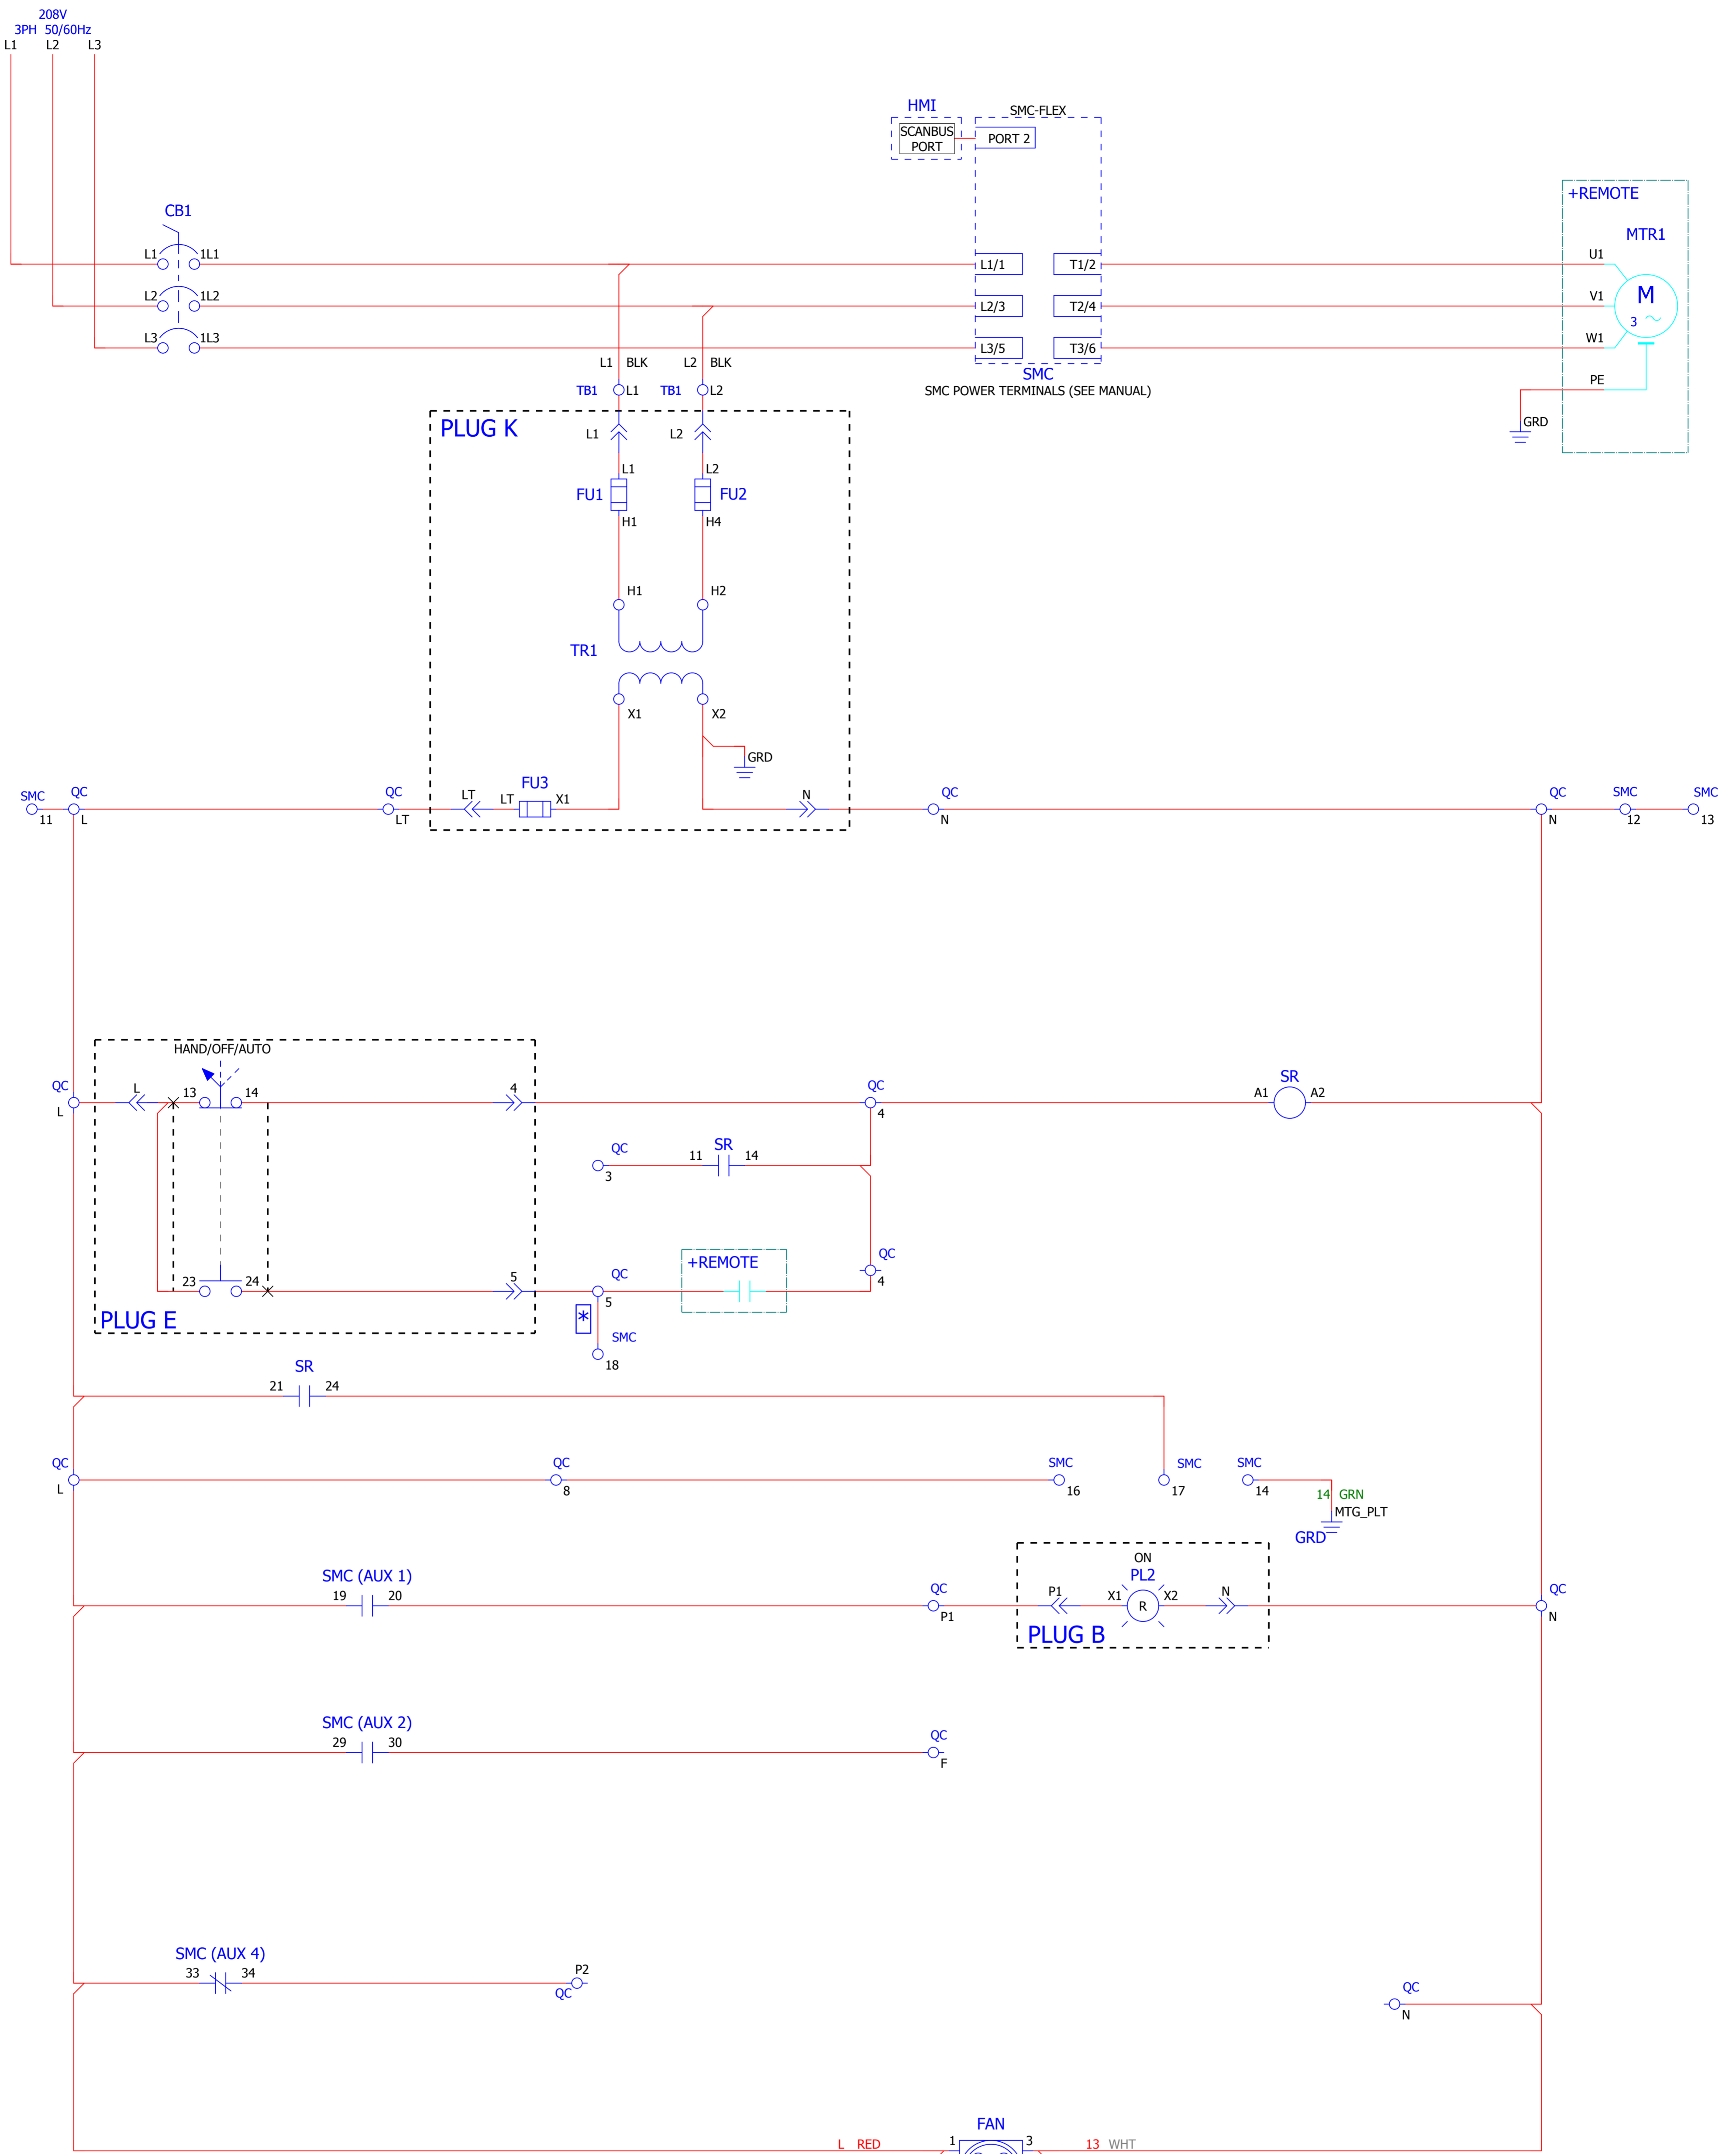 208V
3PH 50/60Hz
L1 L2 L3
HMI
SMC-FLEX
SCANBUS
PORT
PORT 2
+REMOTE
MTR1
CB1
L1 1L1
L1/1 T1/2
U1
L2 1L2
L2/3 T2/4
V1
M
3
L3 1L3
L3/5 T3/6
W1
L1 BLK L2 BLK
SMC
SMC POWER TERMINALS (SEE MANUAL)
PE
TB1 L1 TB1 L2
GRD
PLUG K
L1 L2
L1 L2
FU1 FU2
H1 H4
H1 H2
TR1
X1 X2
GRD
FU3
SMC QC QC LT LT X1 N QC QC SMC SMC
11 L LT N N 12 13
HAND/OFF/AUTO
QC L 13 14 4 QC SR
L 4 A1 A2
QC SR
3 11 14
+REMOTE
QC
4
23 24 5 QC
5
PLUG E
*
SMC
18
SR
21 24
QC QC SMC SMC SMC
L 8 16 17 14
14 GRN
MTG_PLT
GRD
ON
PL2
SMC (AUX 1)
19 20 QC P1 X1 R X2 N QC
P1 N
PLUG B
SMC (AUX 2)
29 30 QC
F
SMC (AUX 4)
33 34 P2
QC
QC
N
FAN
L RED 1 3 13 WHT